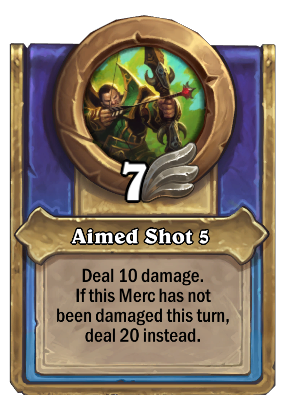 7
Aimed Shot 5
Deal 10 damage.
If this Merc has not
been damaged this turn,
deal 20 instead.